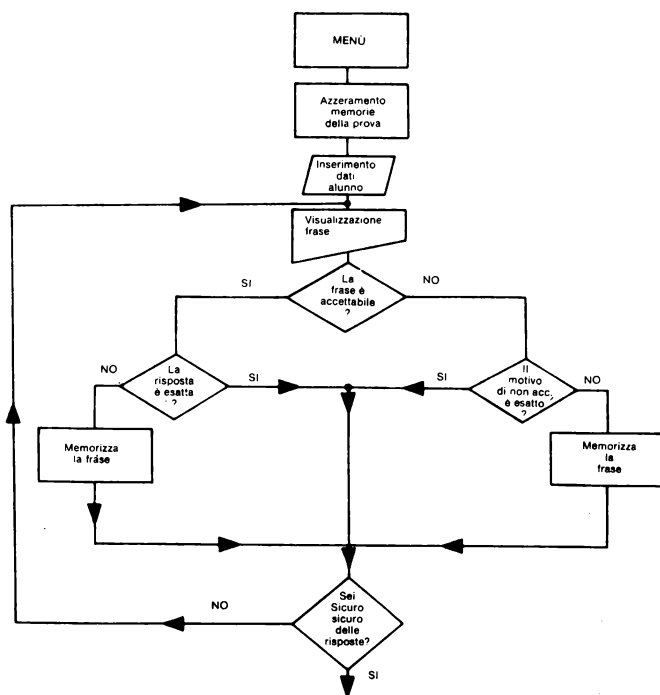 MENÙ
Azzeramento
memorie
della prova
Inserimento
dati
alunno
Visualizzazione
frase
SI
La
frase è
accettabile
?
NO
NO
La
risposta
è esatta
?
SI
SI
Il
motivo
di non acc.
è esatto
?
NO
Memorizza
la frase
Memorizza
la
frase
NO
Sei
Sicuro
sicuro
delle
risposte?
SI